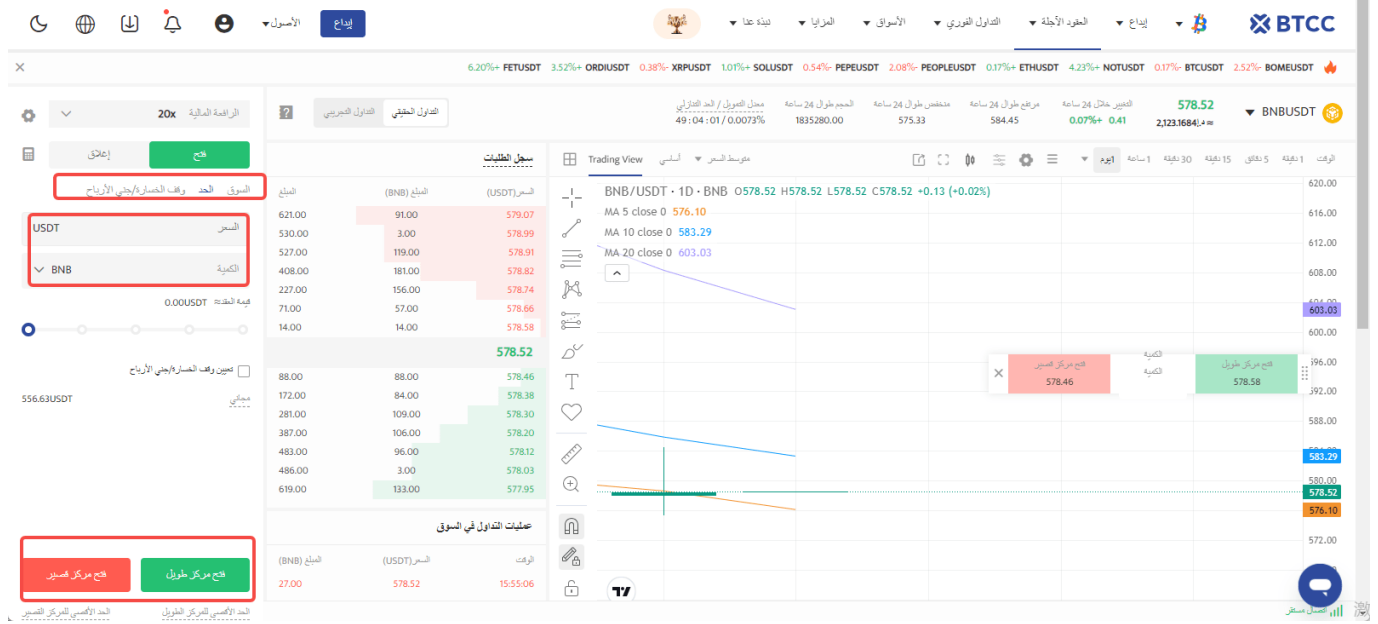 BTCC
إيداع
العقود الآجلة
التداول الفوري
الأسواق
المزايا
نبذة عنا
إيداع
الأصول
BOMEUSDT 2.52%-
BTCUSDT 0.17%-
NOTUSDT 4.23%+
ETHUSDT 0.17%+
PEOPLEUSDT 2.08%-
PEPEUSDT 0.54%-
SOLUSDT 1.01%+
XRPUSDT 0.38%-
ORDIUSDT 3.52%+
FETUSDT 6.20%+
BNBUSDT
578.52
التغيير خلال 24 ساعة
0.07%+ 0.41
مرتفع طوال 24 ساعة
584.45
منخفض طوال 24 ساعة
575.33
الحجم طوال 24 ساعة
1835280.00
معدل التمويل / العد التنازلي
49:04:01/0.0073%
التداول الحقيقي
التداول التجريبي
الرافعة المالية
20x
الوقت
1 دقيقة
5 دقائق
15 دقيقة
30 دقيقة
1 ساعة
1يوم
متوسط السعر
أساسي
Trading View
BNB/USDT · 1D · BNB O578.52 H578.52 L578.52 C578.52 +0.13 (+0.02%)
MA 5 close 0 576.10
MA 10 close 0 583.29
MA 20 close 0 603.03
620.00
616.00
612.00
608.00
603.03
600.00
592.00
588.00
583.29
580.00
578.52
576.10
572.00
فتح مركز طويل
578.58
الكمية
الكمية
فتح مركز قصير
578.46
اتصال مستقر
سجل الطلبات
السعر(USDT)
المبلغ (BNB)
المبلغ
579.07 91.00 621.00
578.99 3.00 530.00
578.91 119.00 527.00
578.82 181.00 408.00
578.74 156.00 227.00
578.66 57.00 71.00
578.58 14.00 14.00
578.52
578.46 88.00 88.00
578.38 84.00 172.00
578.30 109.00 281.00
578.20 106.00 387.00
578.12 96.00 483.00
578.03 3.00 486.00
577.95 133.00 619.00
عمليات التداول في السوق
الوقت
السعر(USDT)
المبلغ (BNB)
15:55:06 578.52 27.00
فتح
إغلاق
السوق
الحد
وقف الخسارة/جني الأرباح
السعر
USDT
الكمية
BNB
قيمة العقد≈ 0.00USDT
تعيين وقف الخسارة/جني الأرباح
مجاني
556.63USDT
فتح مركز طويل
فتح مركز قصير
الحد الأقصى للمركز الطويل
الحد الأقصى للمركز القصير